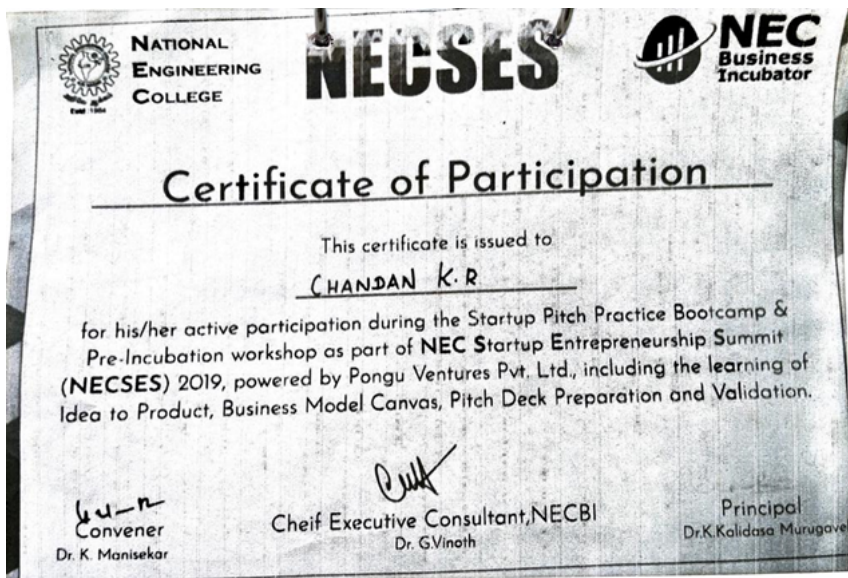 NATIONAL
ENGINEERING
COLLEGE
Estd : 1984
NECSES
NEC
Business
Incubator
Certificate of Participation
This certificate is issued to
CHANDAN K.R
for his/her active participation during the Startup Pitch Practice Bootcamp &
Pre-Incubation workshop as part of NEC Startup Entrepreneurship Summit
(NECSES) 2019, powered by Pongu Ventures Pvt. Ltd., including the learning of
Idea to Product, Business Model Canvas, Pitch Deck Preparation and Validation.
Convener
Dr. K. Manisekar
Cheif Executive Consultant,NECBI
Dr. G.Vinoth
Principal
Dr.K.Kalidasa Murugavel